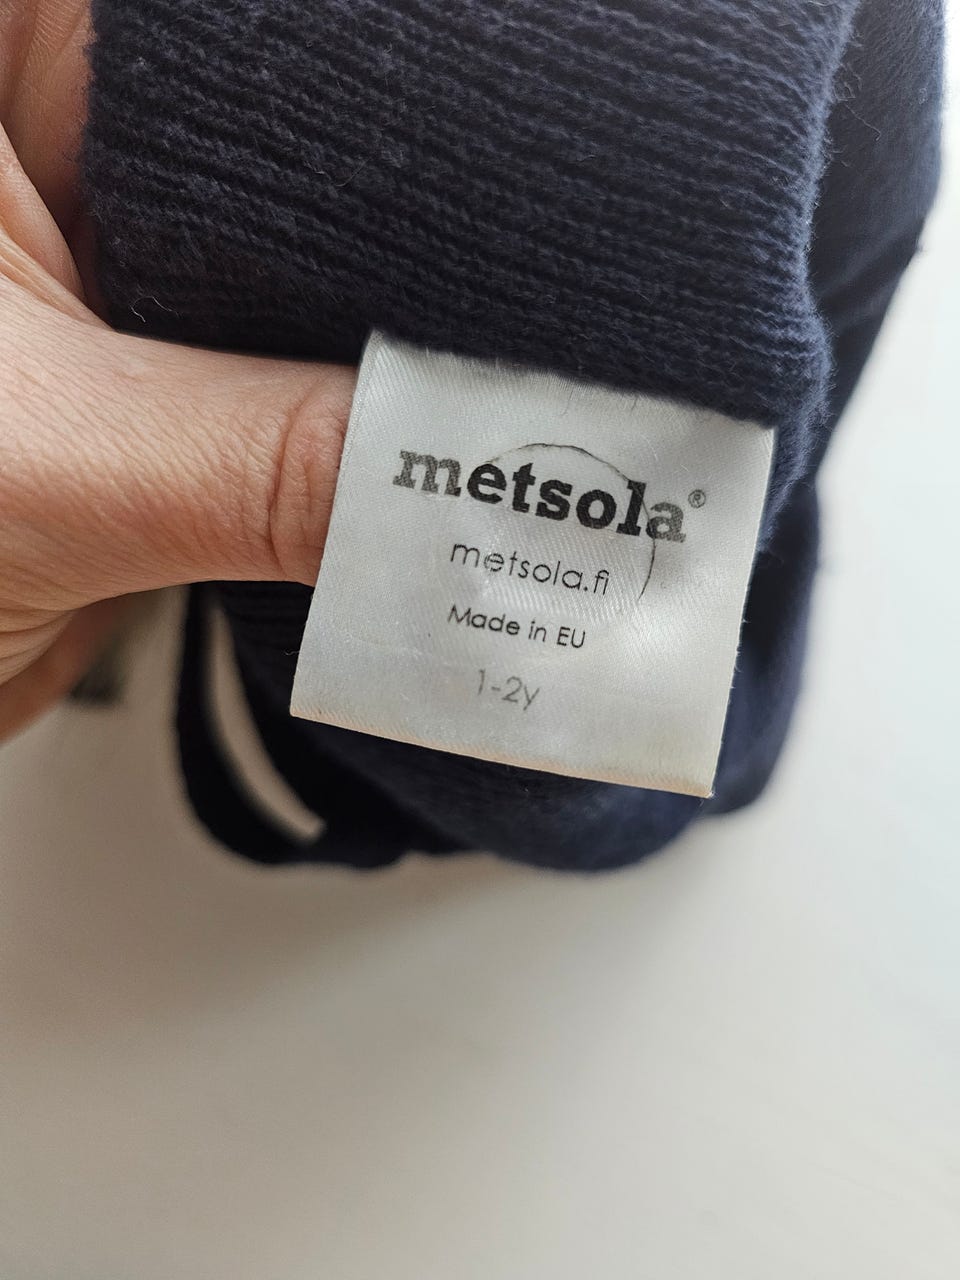 metsola®
metsola.fi
Made in EU
1-2y